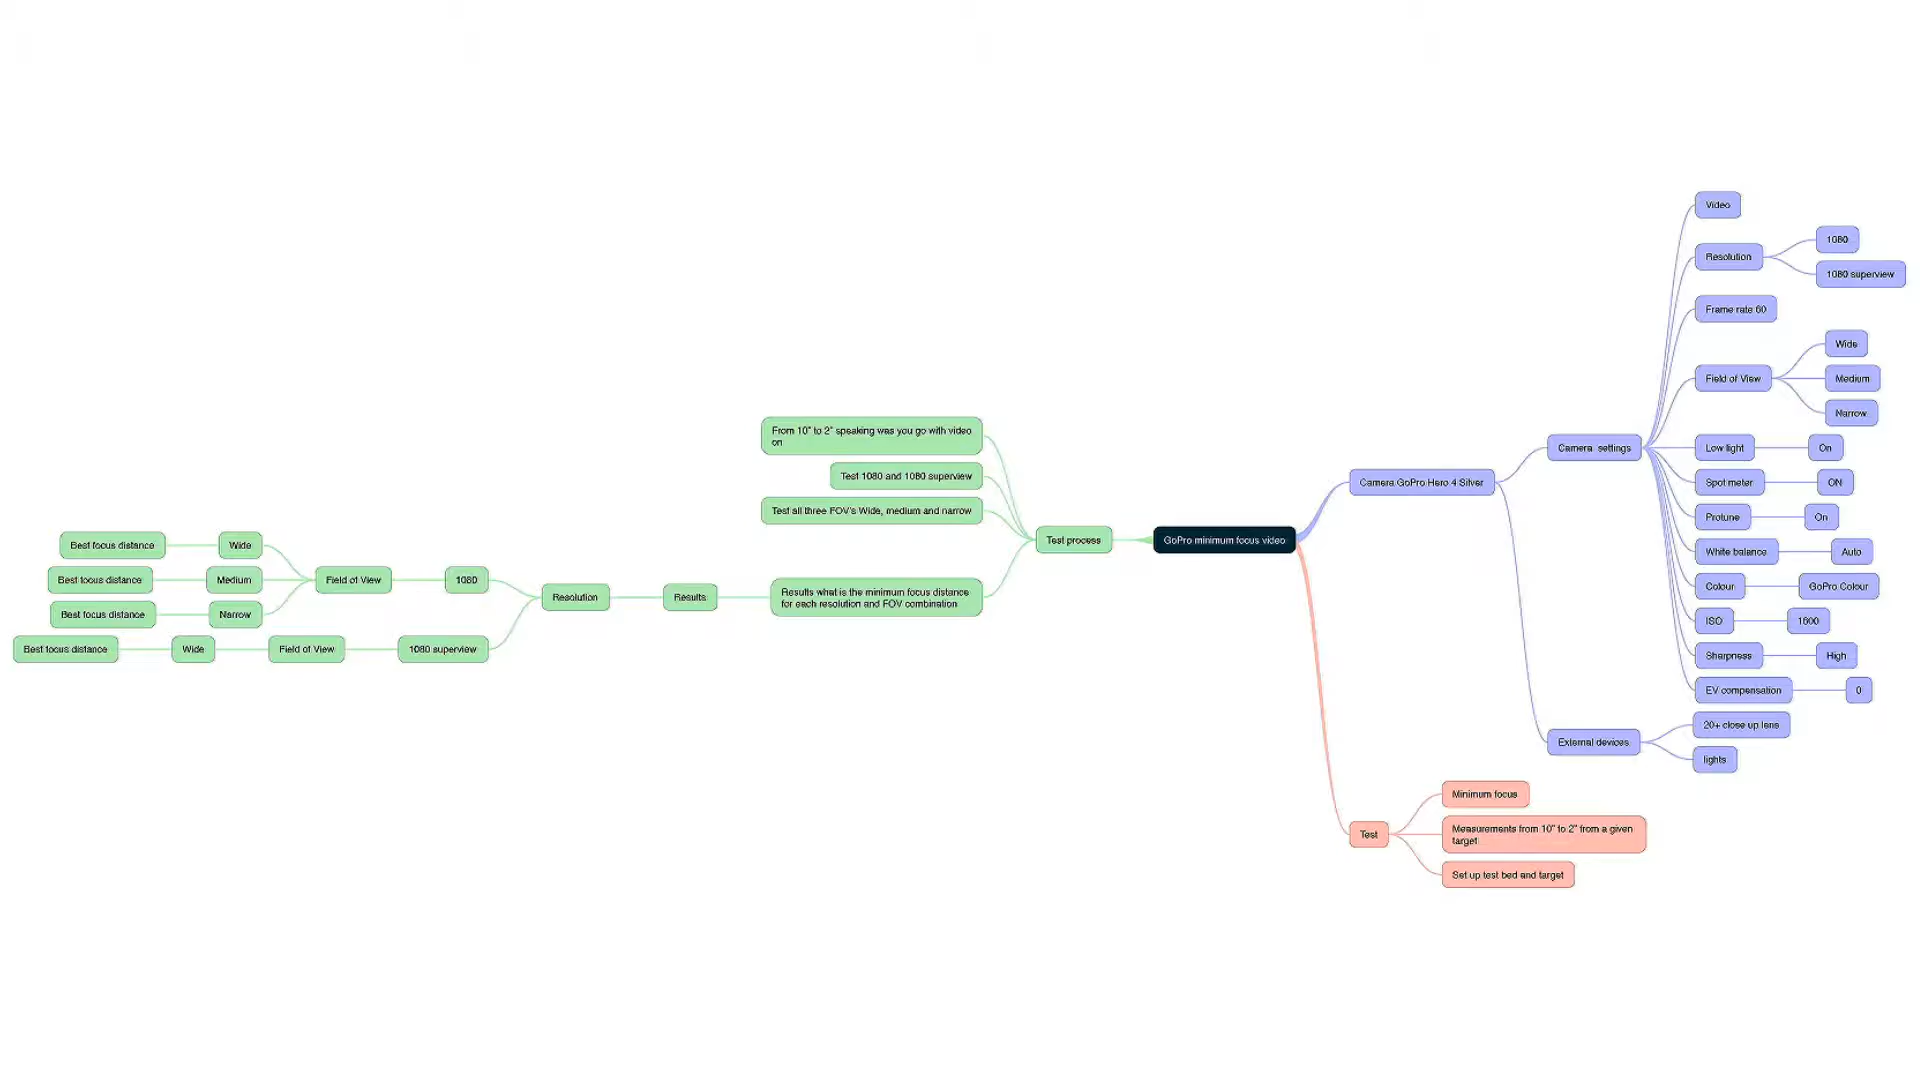 GoPro minimum focus video
Camera GoPro Hero 4 Silver
Camera settings
Video
Resolution
1080
1080 superview
Frame rate 60
Field of View
Wide
Medium
Narrow
Low light
On
Spot meter
ON
Protune
On
White balance
Auto
Colour
GoPro Colour
ISO
1600
Sharpness
High
EV compensation
0
External devices
20+ close up lens
lights
Test
Minimum focus
Measurements from 10" to 2" from a given
target
Set up test bed and target
Test process
From 10" to 2" speaking was you go with video
on
Test 1080 and 1080 superview
Test all three FOV's Wide, medium and narrow
Results what is the minimum focus distance
for each resolution and FOV combination
Results
Resolution
1080
Field of View
Wide
Best focus distance
Medium
Best focus distance
Narrow
Best focus distance
1080 superview
Field of View
Wide
Best focus distance